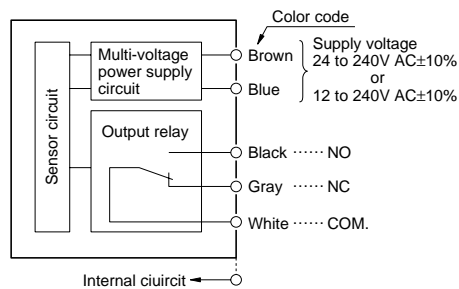 Color code
Multi-voltage
power supply
circuit
Brown
Blue
Supply voltage
24 to 240V AC±10%
or
12 to 240V AC±10%
Sensor circuit
Output relay
Black ······ NO
Gray ······ NC
White ······ COM.
Internal ciuircit